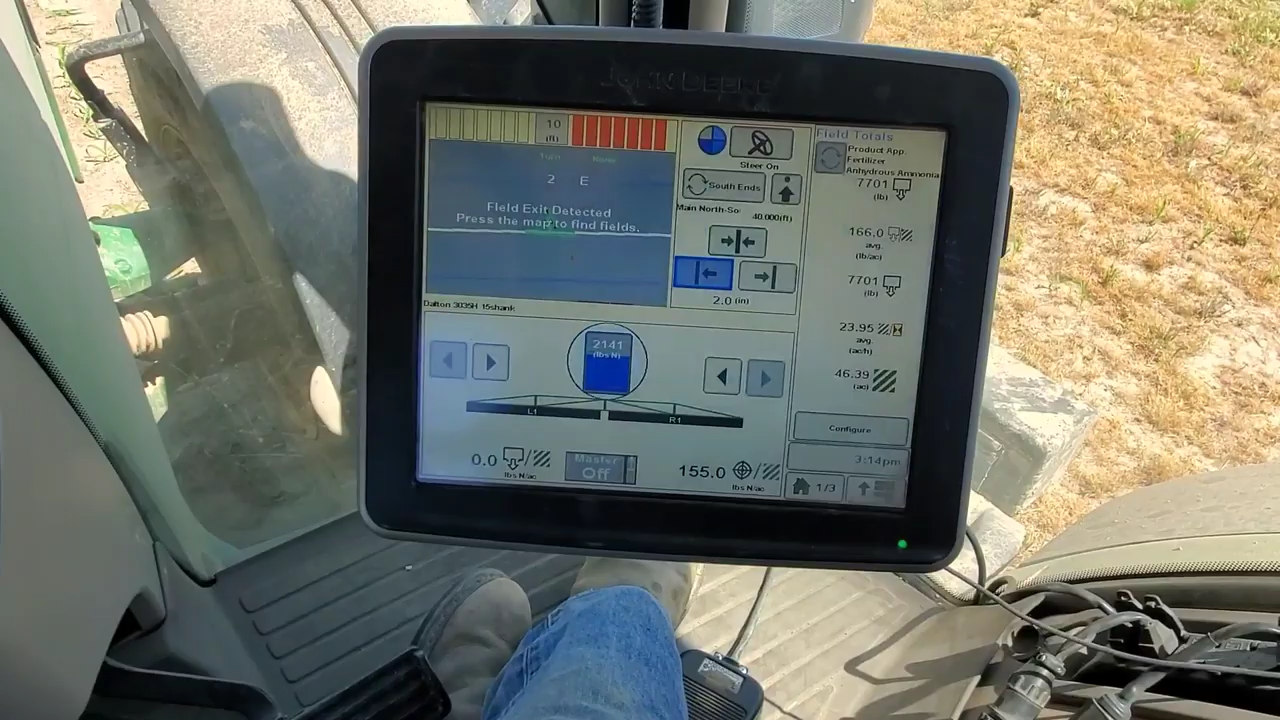 JOHN DEERE
10
(ft)
Turn
2 E
Field Exit Detected
Press the map to find fields.
Dalton 3035H 15shank
Steer On
South Ends
Main North-So
40.000(ft)
2.0 (in)
Field Totals
Product App.
Fertilizer
Anhydrous Ammonia
7701
(lb)
166.0
avg.
(lb/ac)
7701
(lb)
23.95
avg.
(ac/h)
46.39
(ac)
Configure
3:14pm
1/3
2141
(lbs N)
L1
R1
0.0
lbs N/ac
Master
Off
155.0
lbs N/ac